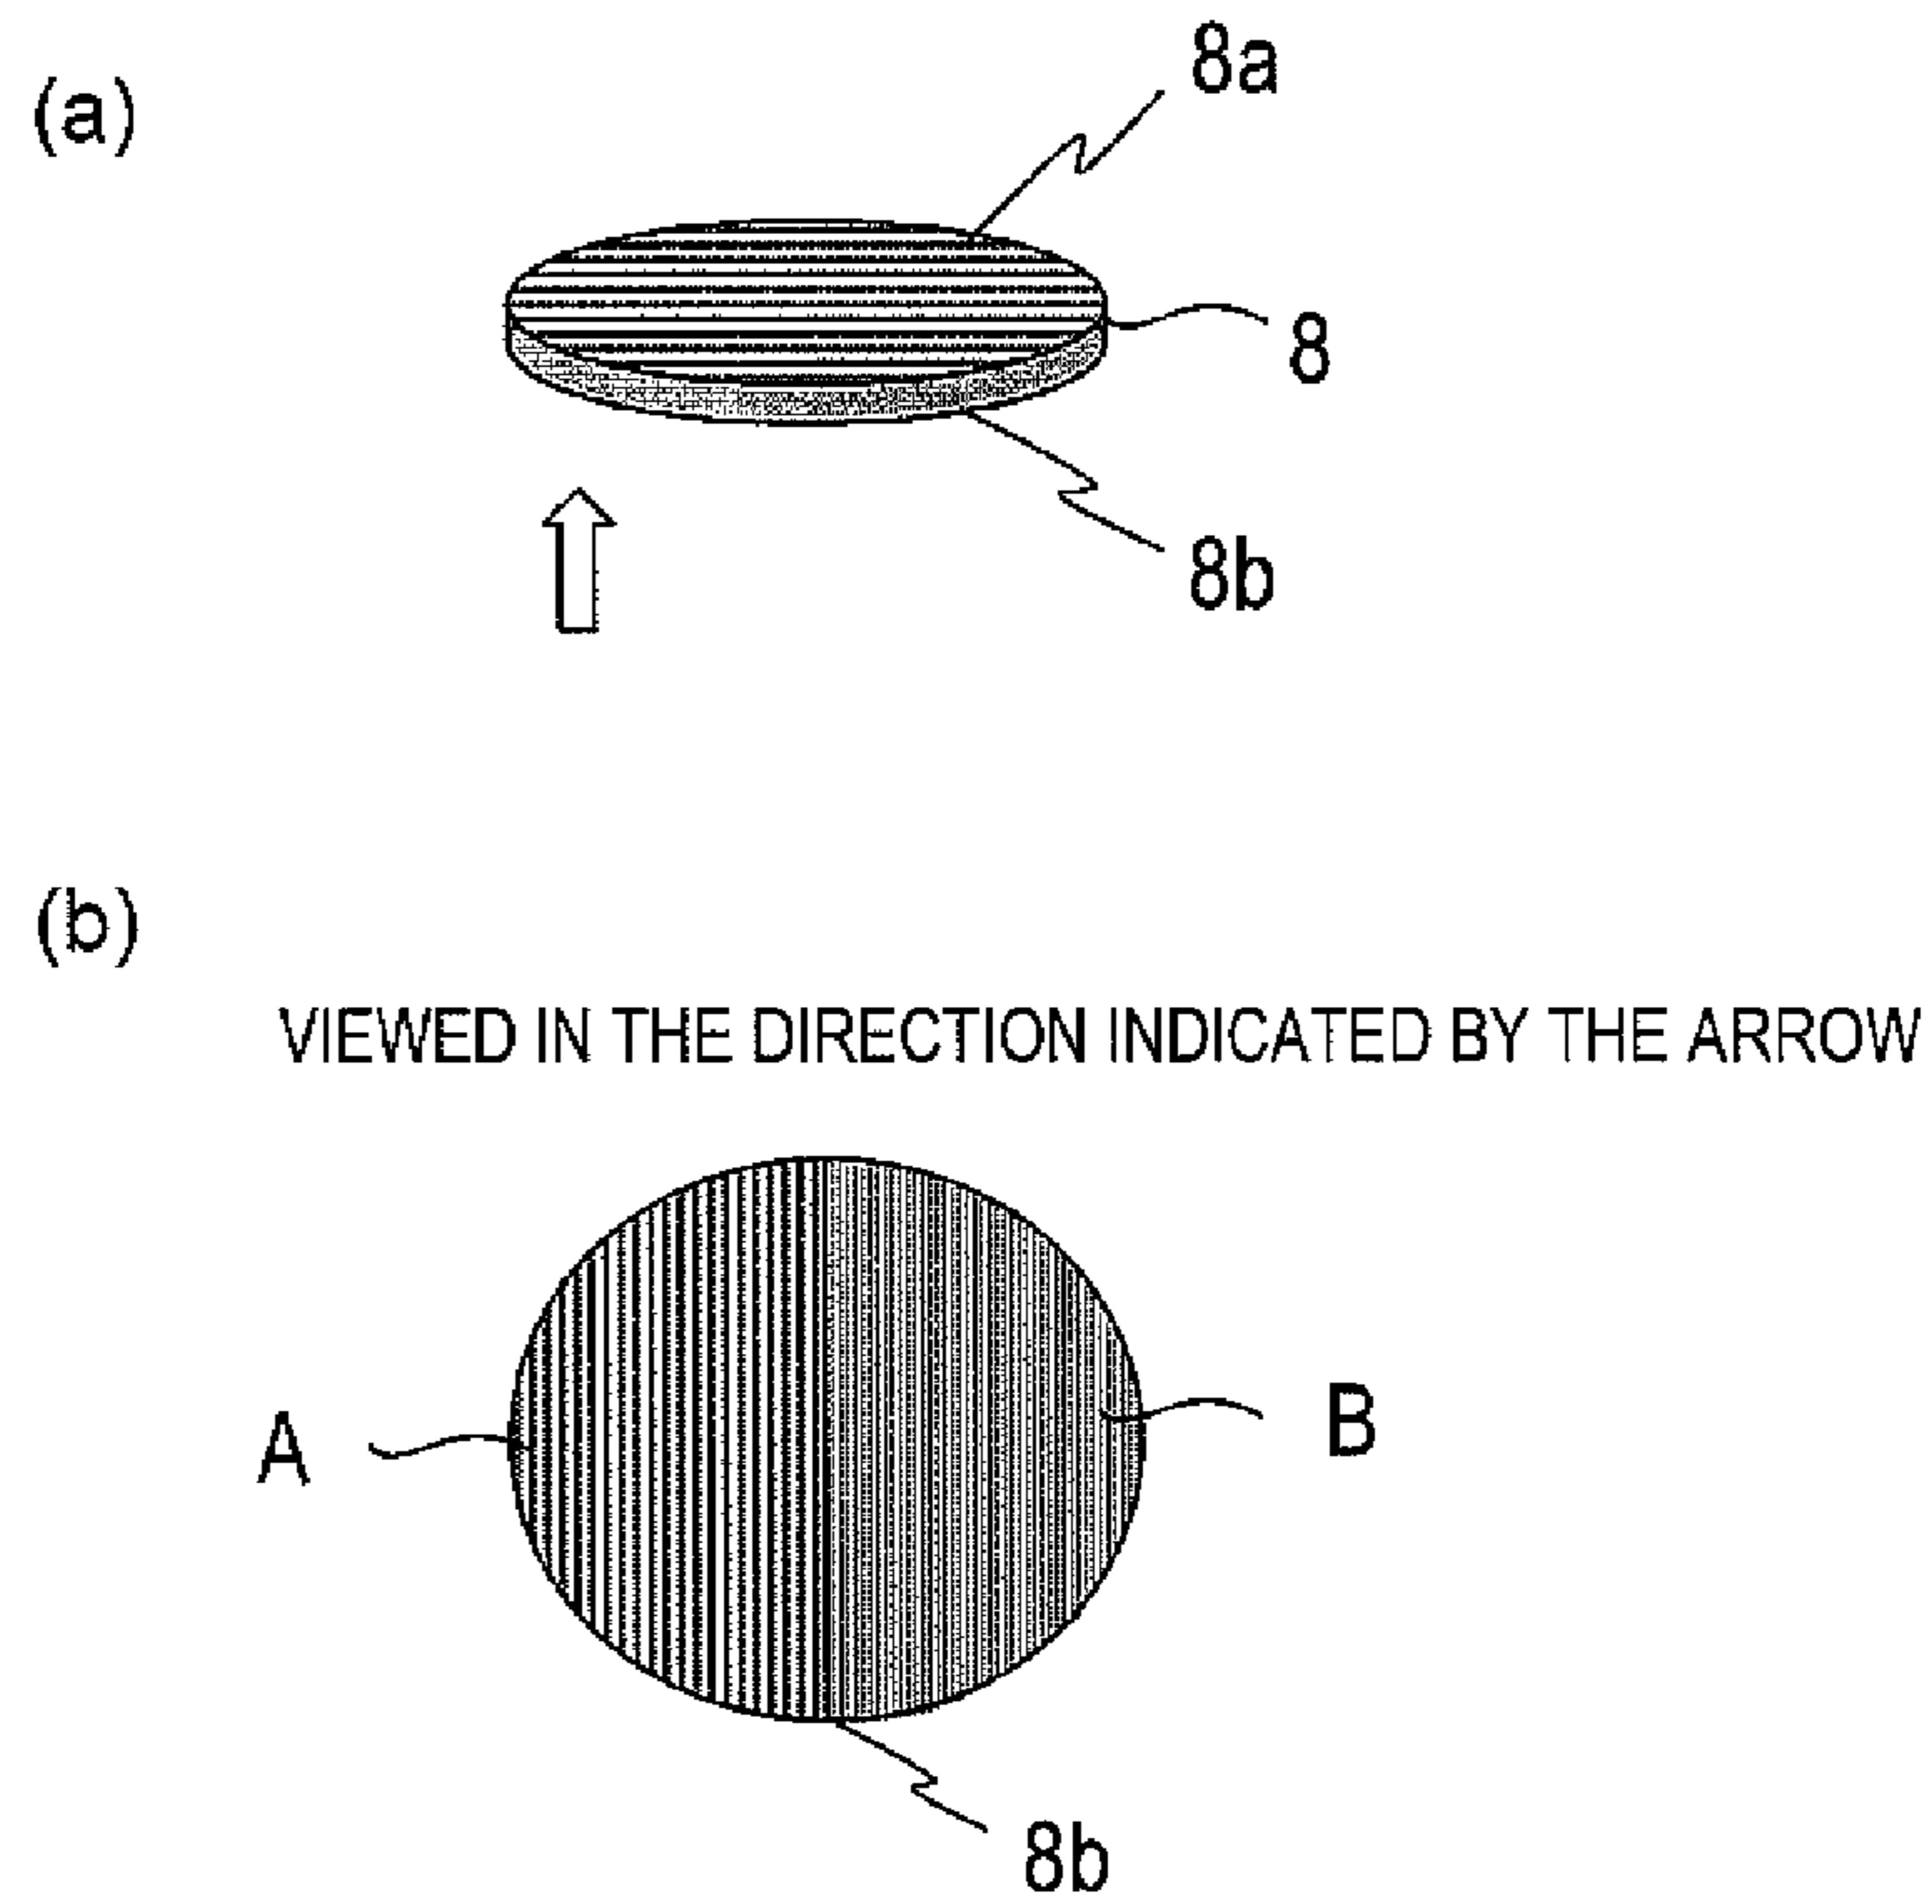 (a)
8a
8
8b
(b)
VIEWED IN THE DIRECTION INDICATED BY THE ARROW
A
B
8b